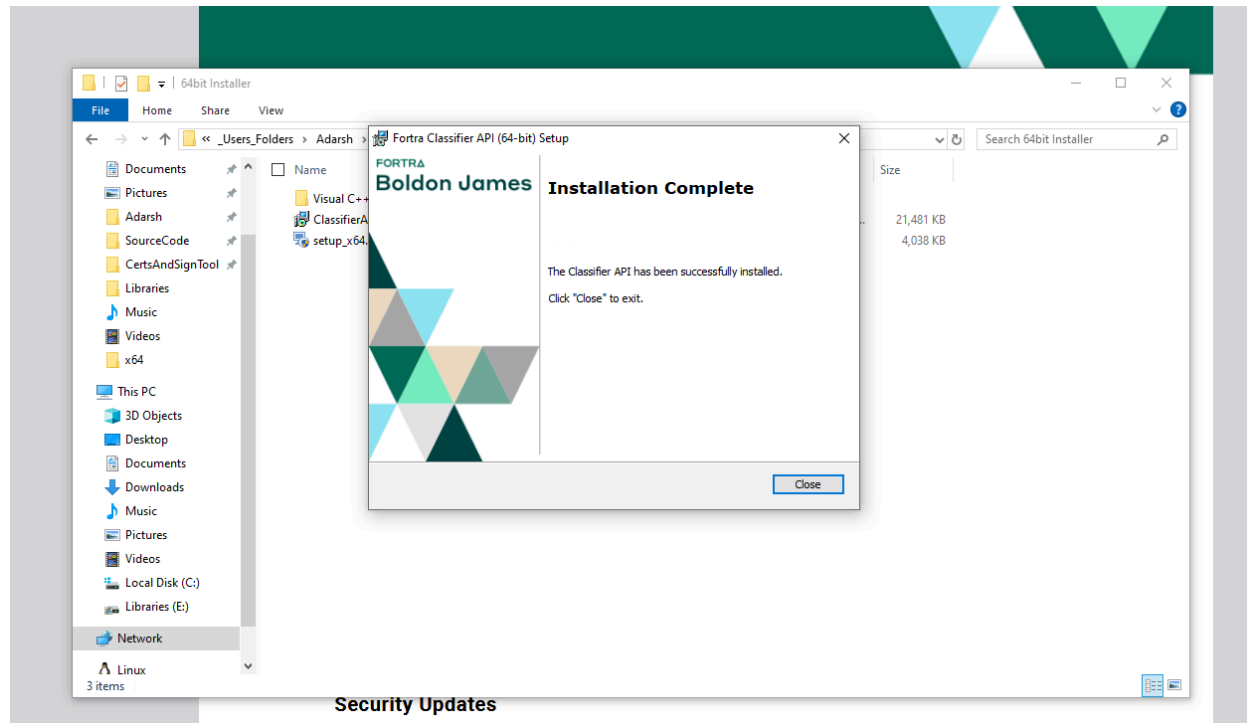 64bit Installer
File Home Share View
« _Users_Folders › Adarsh ›
Search 64bit Installer
Documents
Pictures
Adarsh
SourceCode
CertsAndSignTool
Libraries
Music
Videos
x64
This PC
3D Objects
Desktop
Documents
Downloads
Music
Pictures
Videos
Local Disk (C:)
Libraries (E:)
Network
Linux
3 items
Name Size
Visual C++
ClassifierA .. 21,481 KB
setup_x64. 4,038 KB
Fortra Classifier API (64-bit) Setup
FORTRA
Boldon James
Installation Complete
The Classifier API has been successfully installed.
Click "Close" to exit.
Close
Security Updates